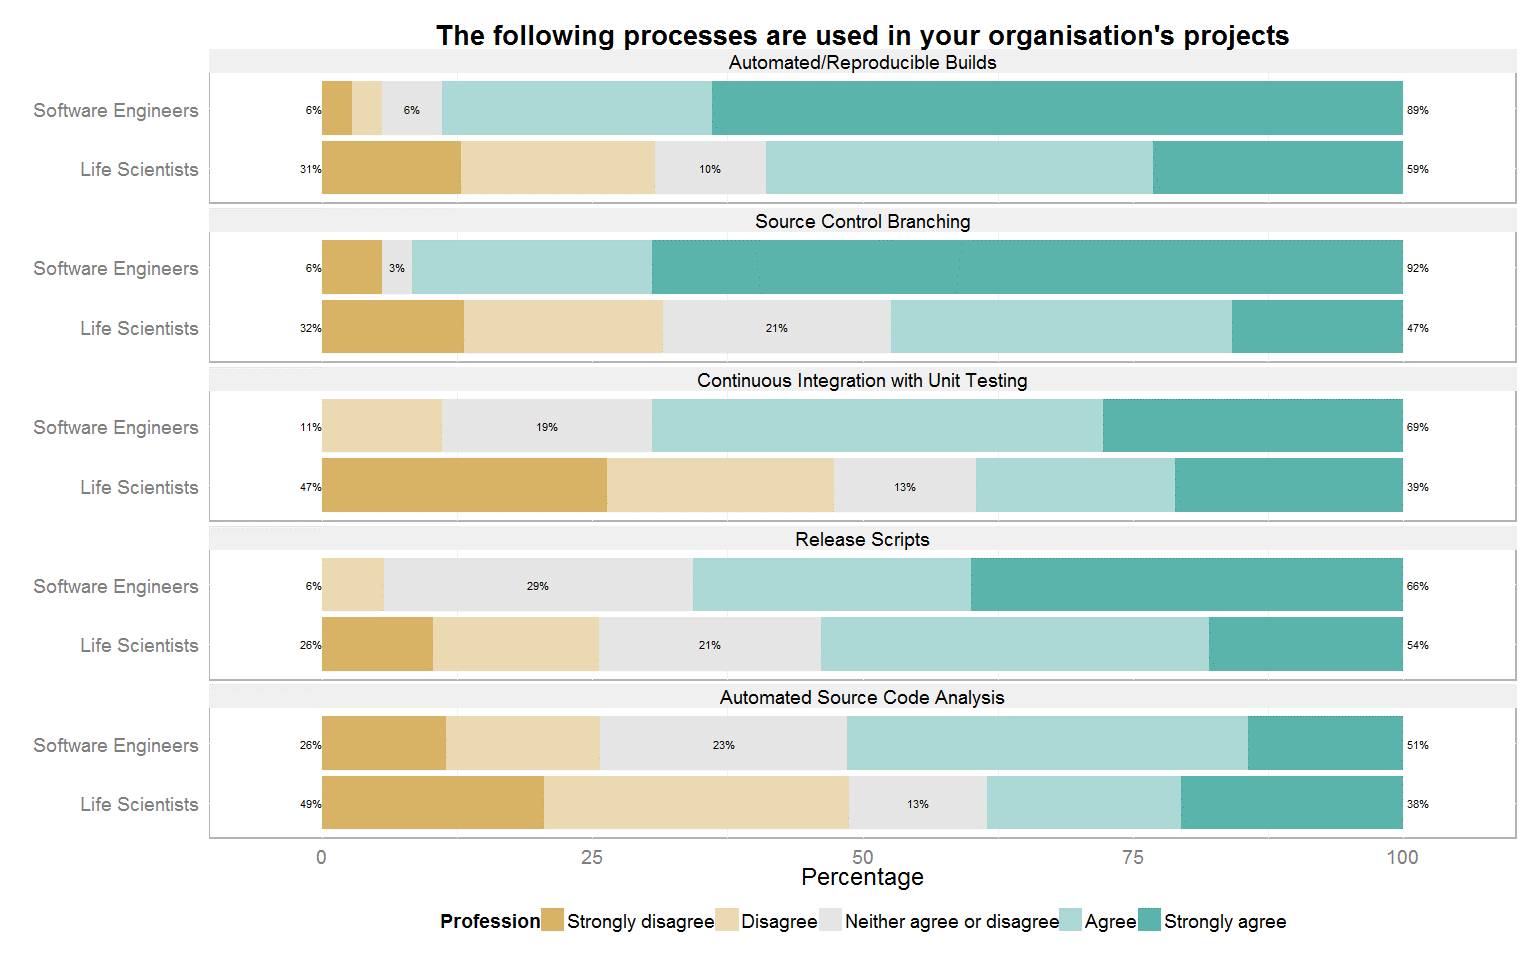 The following processes are used in your organisation's projects
Automated/Reproducible Builds
Software Engineers 6% 6% 89%
Life Scientists 31% 10% 59%
Source Control Branching
Software Engineers 6% 3% 92%
Life Scientists 32% 21% 47%
Continuous Integration with Unit Testing
Software Engineers 11% 19% 69%
Life Scientists 47% 13% 39%
Release Scripts
Software Engineers 6% 29% 66%
Life Scientists 26% 21% 54%
Automated Source Code Analysis
Software Engineers 26% 23% 51%
Life Scientists 49% 13% 38%
0 25 50 75 100
Percentage
Profession Strongly disagree Disagree Neither agree or disagree Agree Strongly agree